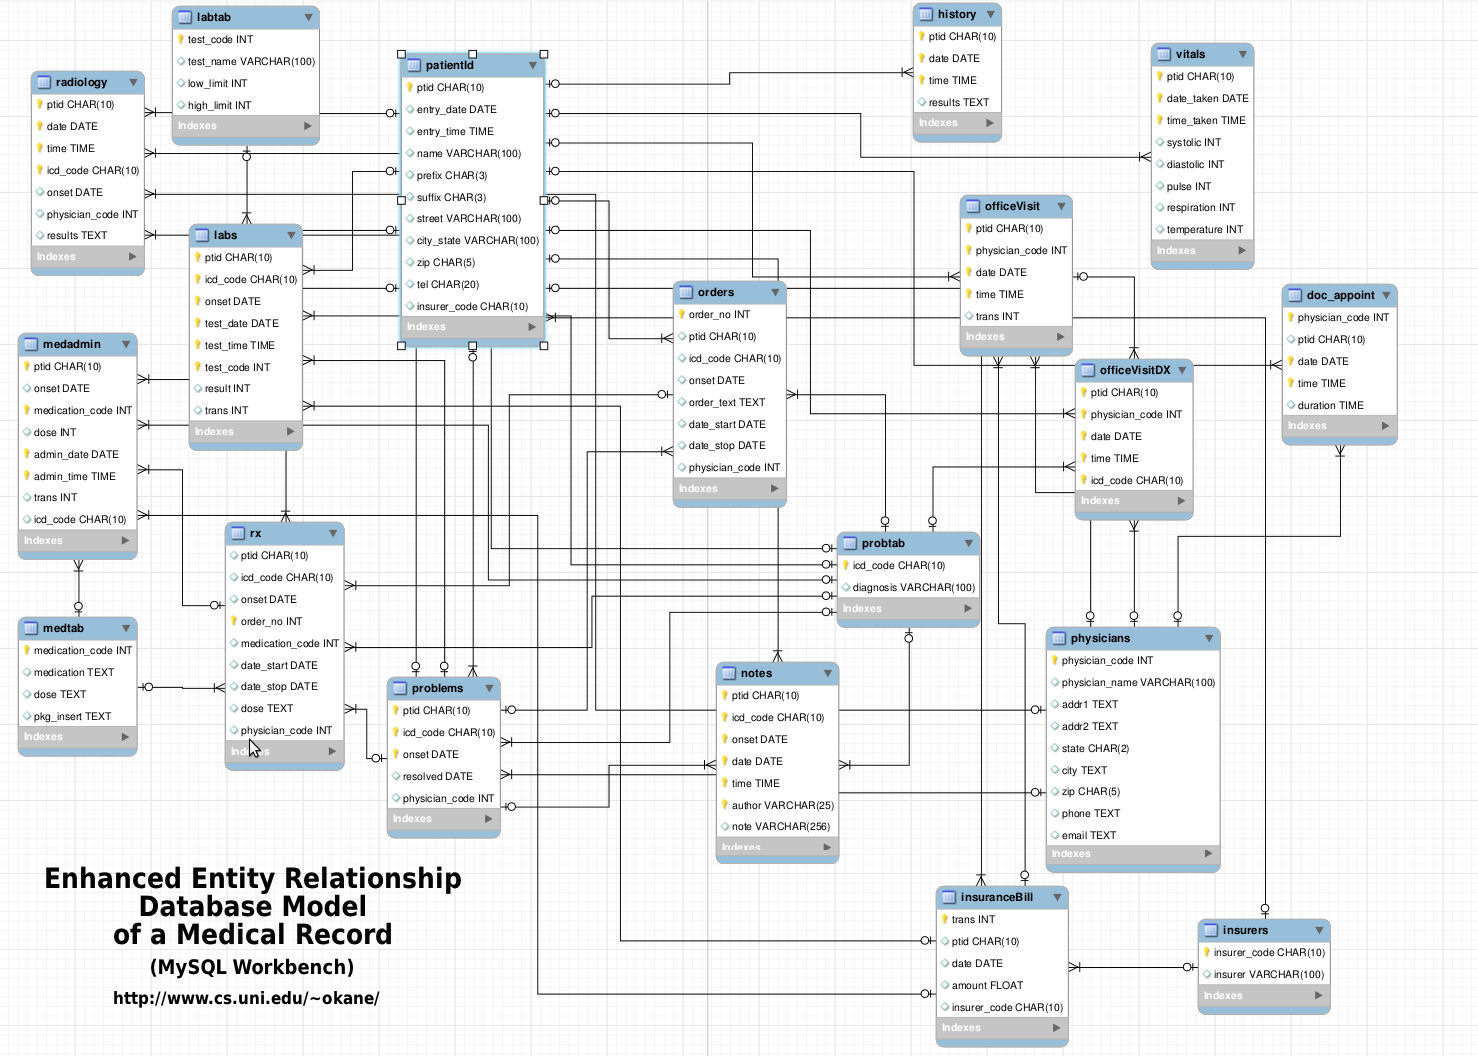 labtab
test_code INT
test_name VARCHAR(100)
low_limit INT
high_limit INT
Indexes
history
ptid CHAR(10)
date DATE
time TIME
results TEXT
Indexes
radiology
ptid CHAR(10)
date DATE
time TIME
icd_code CHAR(10)
onset DATE
physician_code INT
results TEXT
Indexes
patientId
ptid CHAR(10)
entry_date DATE
entry_time TIME
name VARCHAR(100)
prefix CHAR(3)
suffix CHAR(3)
street VARCHAR(100)
city_state VARCHAR(100)
zip CHAR(5)
tel CHAR(20)
insurer_code CHAR(10)
Indexes
vitals
ptid CHAR(10)
date_taken DATE
time_taken TIME
systolic INT
diastolic INT
pulse INT
respiration INT
temperature INT
Indexes
labs
ptid CHAR(10)
icd_code CHAR(10)
onset DATE
test_date DATE
test_time TIME
test_code INT
result INT
trans INT
Indexes
officeVisit
ptid CHAR(10)
physician_code INT
date DATE
time TIME
trans INT
Indexes
orders
order_no INT
ptid CHAR(10)
icd_code CHAR(10)
onset DATE
order_text TEXT
date_start DATE
date_stop DATE
physician_code INT
Indexes
doc_appoint
physician_code INT
ptid CHAR(10)
date DATE
time TIME
duration TIME
Indexes
medadmin
ptid CHAR(10)
onset DATE
medication_code INT
dose INT
admin_date DATE
admin_time TIME
trans INT
icd_code CHAR(10)
Indexes
officeVisitDX
ptid CHAR(10)
physician_code INT
date DATE
time TIME
icd_code CHAR(10)
Indexes
rx
ptid CHAR(10)
icd_code CHAR(10)
onset DATE
order_no INT
medication_code INT
date_start DATE
date_stop DATE
dose TEXT
physician_code INT
Indexes
probtab
icd_code CHAR(10)
diagnosis VARCHAR(100)
Indexes
medtab
medication_code INT
medication TEXT
dose TEXT
pkg_insert TEXT
Indexes
problems
ptid CHAR(10)
icd_code CHAR(10)
onset DATE
resolved DATE
physician_code INT
Indexes
notes
ptid CHAR(10)
icd_code CHAR(10)
onset DATE
date DATE
time TIME
author VARCHAR(25)
note VARCHAR(256)
Indexes
physicians
physician_code INT
physician_name VARCHAR(100)
addr1 TEXT
addr2 TEXT
state CHAR(2)
city TEXT
zip CHAR(5)
phone TEXT
email TEXT
Indexes
insuranceBill
trans INT
ptid CHAR(10)
date DATE
amount FLOAT
insurer_code CHAR(10)
Indexes
insurers
insurer_code CHAR(10)
insurer VARCHAR(100)
Indexes
Enhanced Entity Relationship
Database Model
of a Medical Record
(MySQL Workbench)
http://www.cs.uni.edu/~okane/